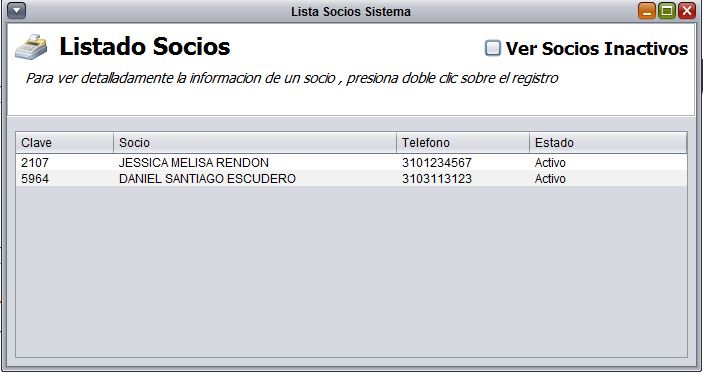 Lista Socios Sistema
Listado Socios
Ver Socios Inactivos
Para ver detalladamente la informacion de un socio , presiona doble clic sobre el registro
Clave Socio Telefono Estado
2107 JESSICA MELISA RENDON 3101234567 Activo
5964 DANIEL SANTIAGO ESCUDERO 3103113123 Activo